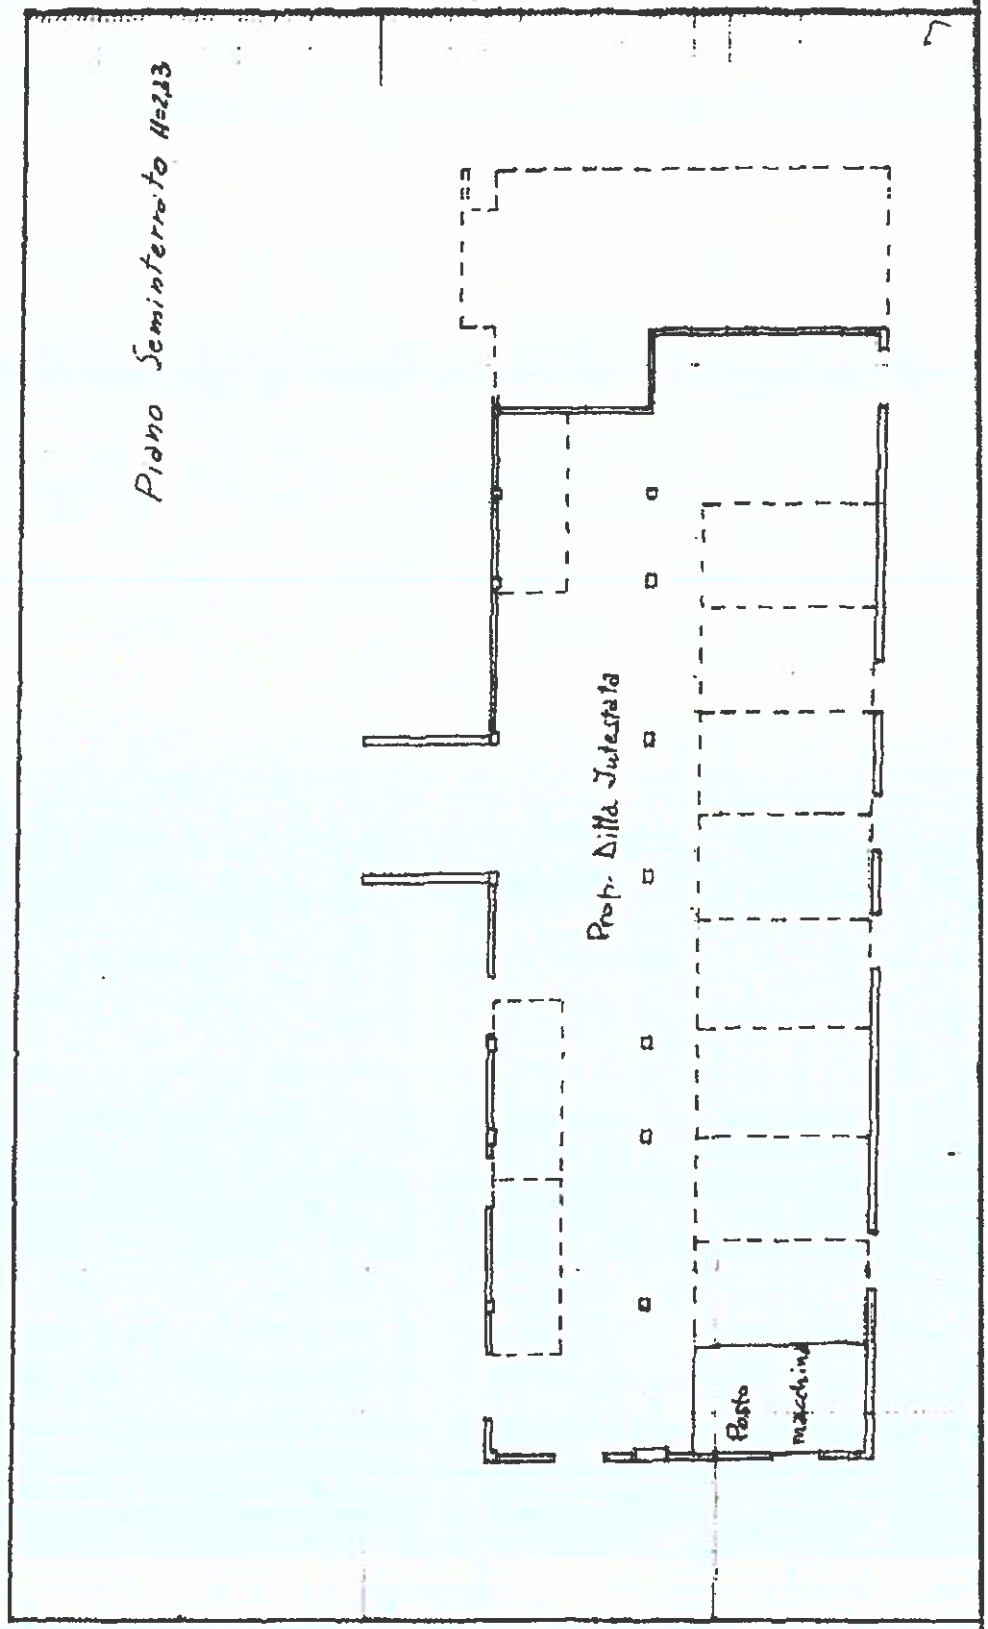 Piano Seminterrato H=2,23
Prop. Ditta Intestata
Posto
macchina